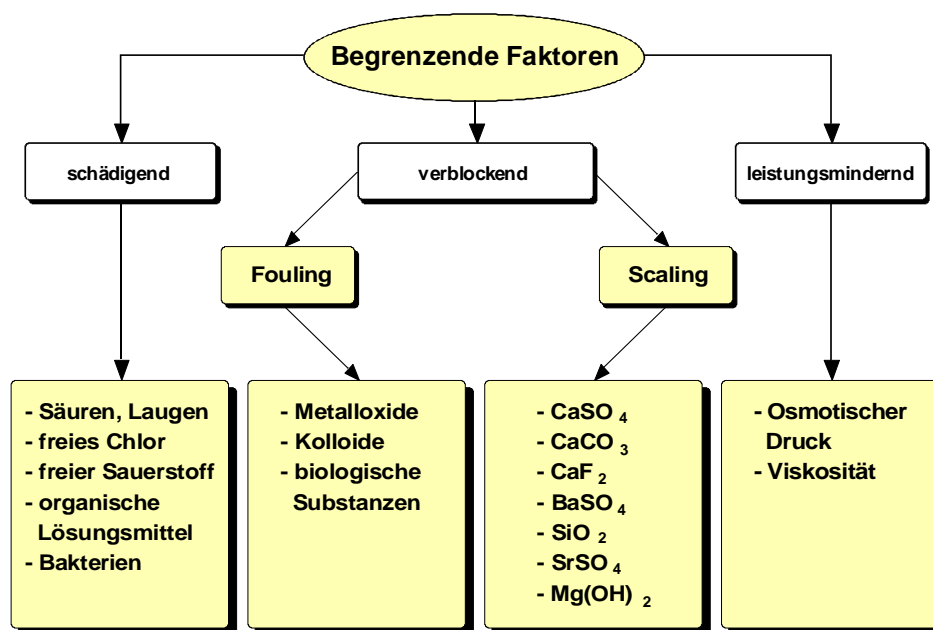 Begrenzende Faktoren
schädigend
verblockend
leistungsmindernd
Fouling
Scaling
- Säuren, Laugen
- freies Chlor
- freier Sauerstoff
- organische
Lösungsmittel
- Bakterien
- Metalloxide
- Kolloide
- biologische
Substanzen
- CaSO 4
- CaCO 3
- CaF 2
- BaSO 4
- SiO 2
- SrSO 4
- Mg(OH) 2
- Osmotischer
Druck
- Viskosität